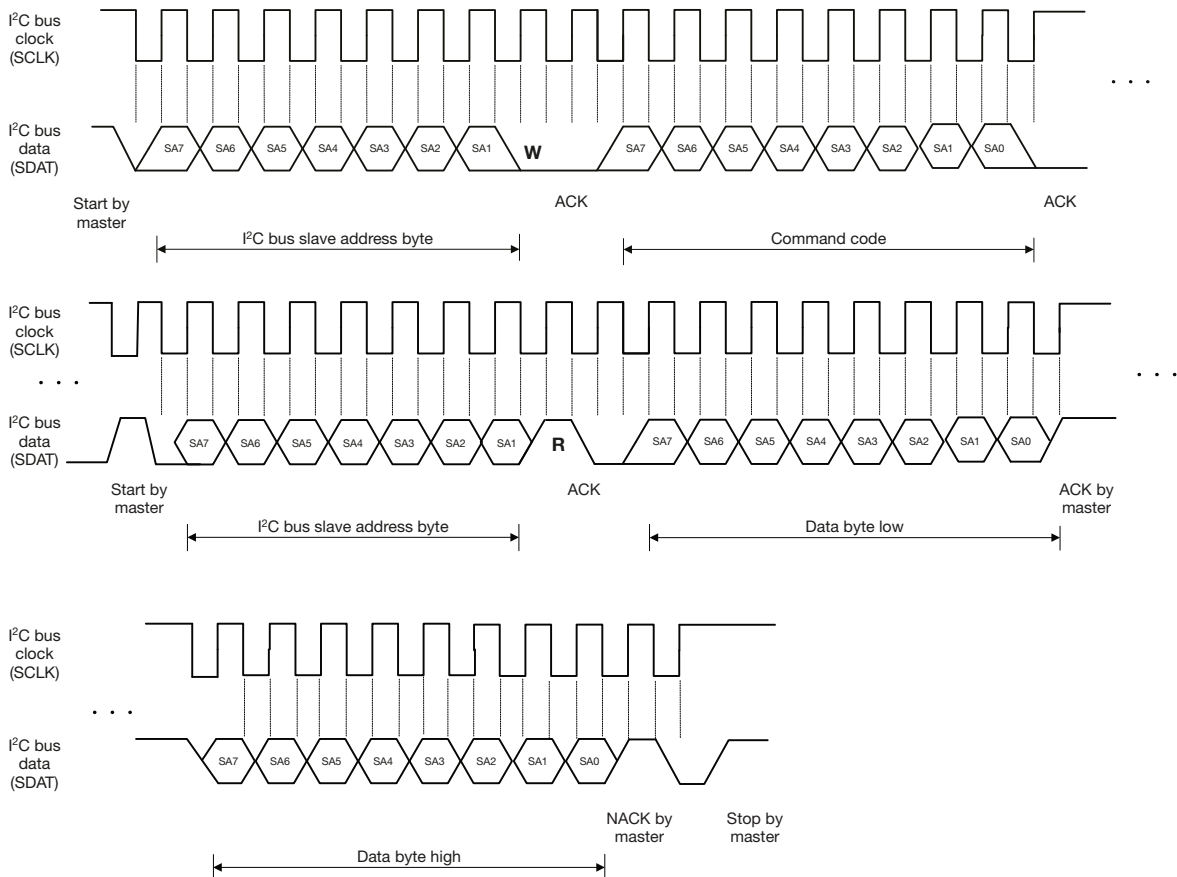 I²C bus
clock
(SCLK)
. . .
I²C bus
data
(SDAT)
SA7 SA6 SA5 SA4 SA3 SA2 SA1 W SA7 SA6 SA5 SA4 SA3 SA2 SA1 SA0
Start by
master
ACK
ACK
I²C bus slave address byte
Command code
I²C bus
clock
(SCLK)
. . .
. . .
I²C bus
data
(SDAT)
SA7 SA6 SA5 SA4 SA3 SA2 SA1 R SA7 SA6 SA5 SA4 SA3 SA2 SA1 SA0
Start by
master
ACK
ACK by
master
I²C bus slave address byte
Data byte low
I²C bus
clock
(SCLK)
. . .
I²C bus
data
(SDAT)
SA7 SA6 SA5 SA4 SA3 SA2 SA1 SA0
NACK by
master
Stop by
master
Data byte high